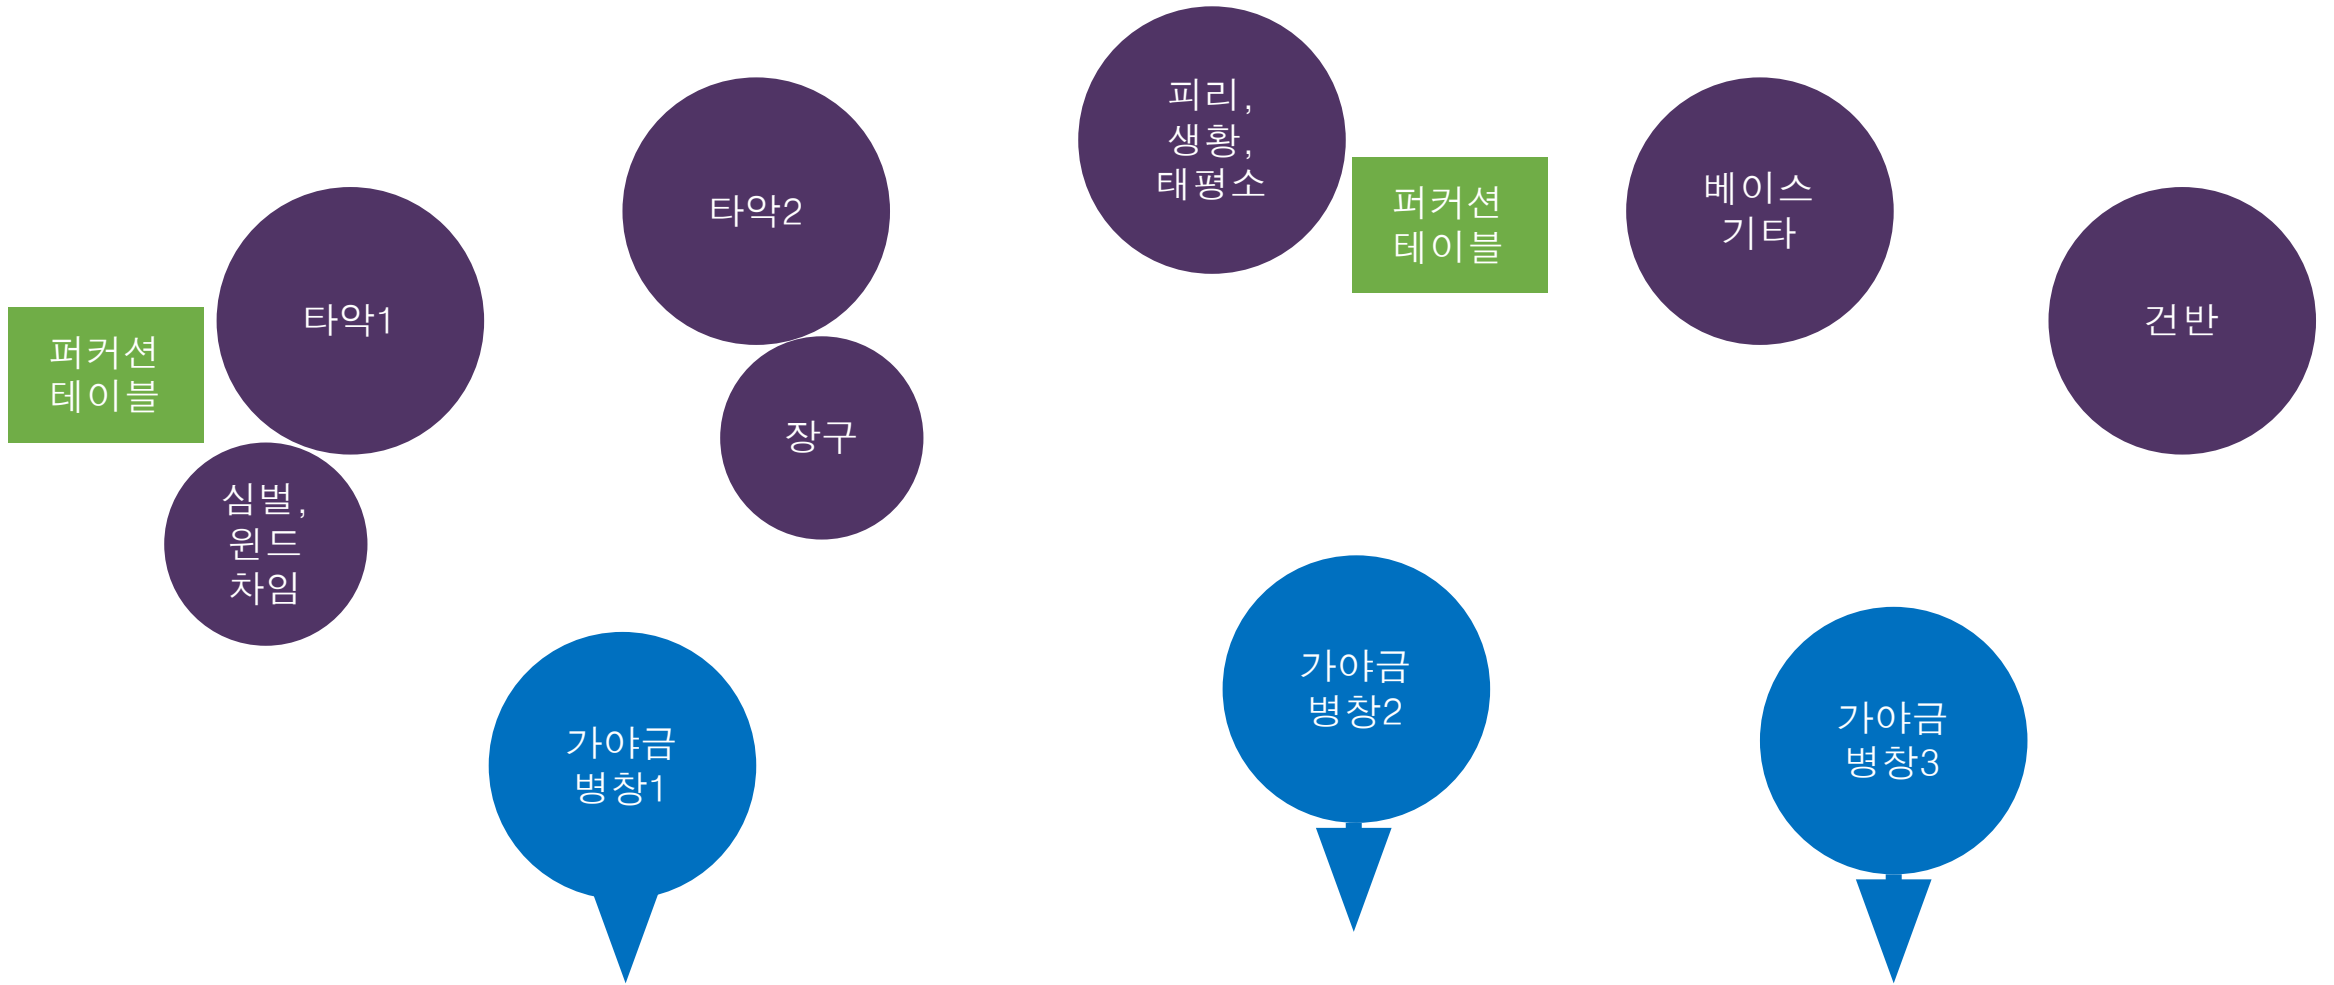 피리,
생황,
태평소
타악2
퍼커션
테이블
베이스
기타
타악1
건반
퍼커션
테이블
장구
심벌,
윈드
차임
가야금
병창1
가야금
병창2
가야금
병창3